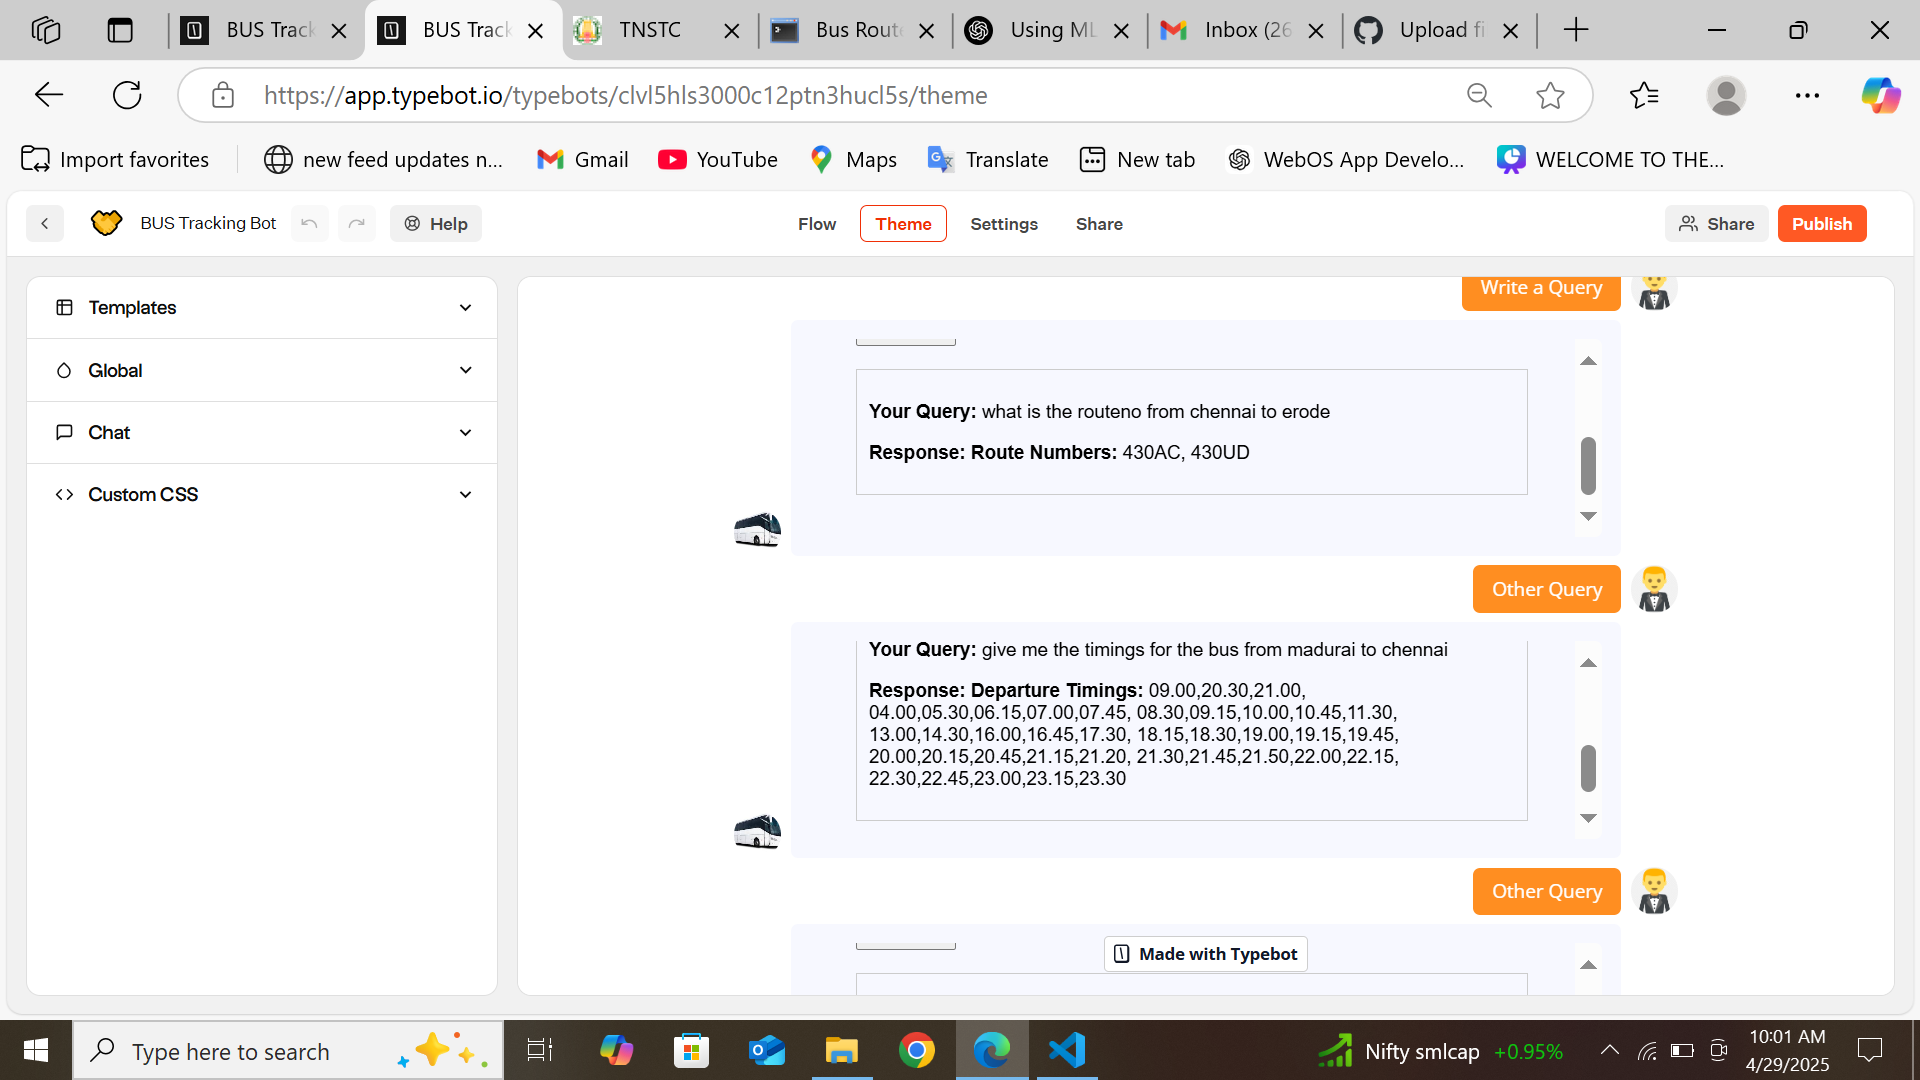 BUS Track
BUS Track
TNSTC
Bus Route
Using ML
Inbox (26
Upload fi
https://app.typebot.io/typebots/clvl5hls3000c12ptn3hucl5s/theme
Import favorites
new feed updates n...
Gmail
YouTube
Maps
Translate
New tab
WebOS App Develo...
WELCOME TO THE...
BUS Tracking Bot
Help
Flow
Theme
Settings
Share
Share
Publish
Templates
Global
Chat
Custom CSS
Write a Query
Your Query: what is the routeno from chennai to erode
Response: Route Numbers: 430AC, 430UD
Other Query
Your Query: give me the timings for the bus from madurai to chennai
Response: Departure Timings: 09.00,20.30,21.00,
04.00,05.30,06.15,07.00,07.45, 08.30,09.15,10.00,10.45,11.30,
13.00,14.30,16.00,16.45,17.30, 18.15,18.30,19.00,19.15,19.45,
20.00,20.15,20.45,21.15,21.20, 21.30,21.45,21.50,22.00,22.15,
22.30,22.45,23.00,23.15,23.30
Other Query
Made with Typebot
Type here to search
Nifty smlcap +0.95%
10:01 AM
4/29/2025